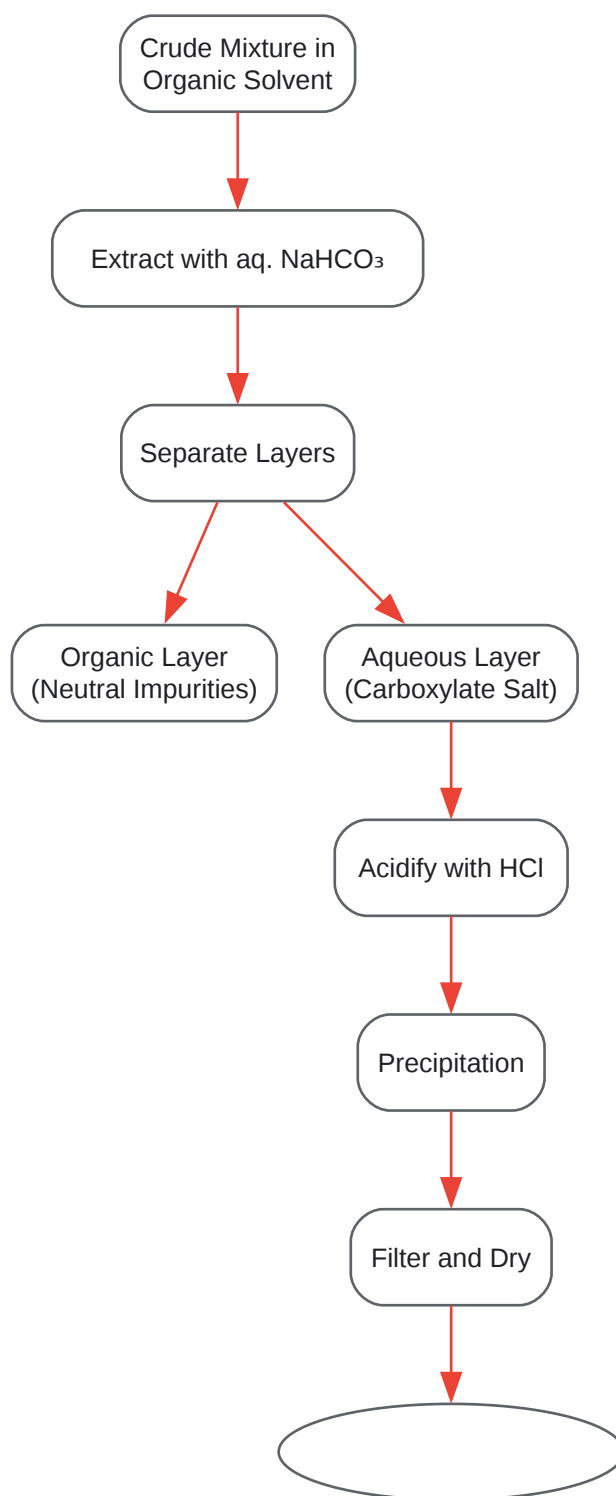 Crude Mixture in
Organic Solvent
Extract with aq. NaHCO₃
Separate Layers
Organic Layer
(Neutral Impurities)
Aqueous Layer
(Carboxylate Salt)
Acidify with HCl
Precipitation
Filter and Dry